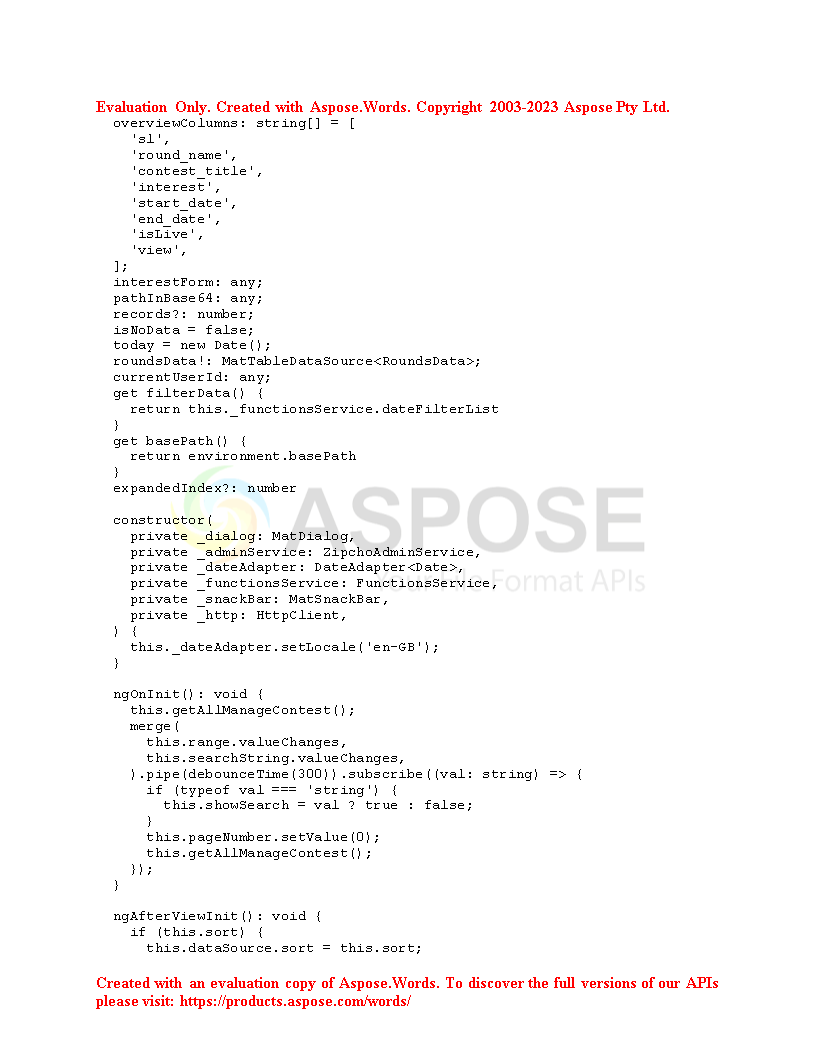 Evaluation Only. Created with Aspose.Words. Copyright 2003-2023 Aspose Pty Ltd.
overviewColumns: string[] = [
'sl',
'round_name',
'contest_title',
'interest',
'start_date',
'end_date',
'isLive',
'view',
];
interestForm: any;
pathInBase64: any;
records?: number;
isNoData = false;
today = new Date();
roundsData!: MatTableDataSource<RoundsData>;
currentUserId: any;
get filterData() {
return this._functionsService.dateFilterList
}
get basePath() {
return environment.basePath
}
expandedIndex?: number
ASPOSE
constructor(
private _dialog: MatDialog,
private _adminService: ZipchoAdminService,
private _dateAdapter: DateAdapter<Date>,
private _functionsService: FunctionsService,
Format APIs
private _snackBar: MatSnackBar,
private _http: HttpClient,
) {
this._dateAdapter.setLocale('en-GB');
}
ngOnInit(): void {
this.getAllManageContest();
merge(
this.range.valueChanges,
this.searchString.valueChanges,
).pipe(debounceTime(300)).subscribe((val: string) => {
if (typeof val === 'string') {
this.showSearch = val ? true : false;
}
this.pageNumber.setValue(0);
this.getAllManageContest();
});
}
ngAfterViewInit(): void {
if (this.sort) {
this.dataSource.sort = this.sort;
Created with an evaluation copy of Aspose.Words. To discover the full versions of our APIs
please visit: https://products.aspose.com/words/